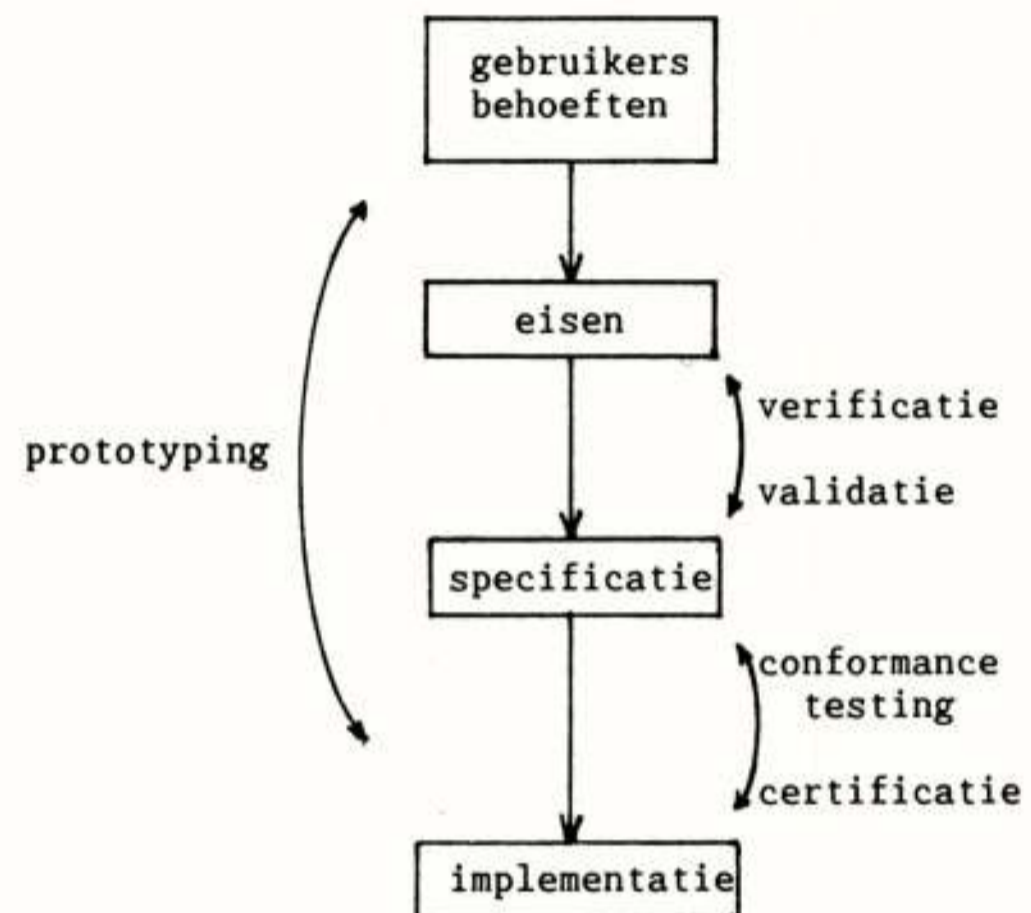 gebruikers
behoeften
eisen
verificatie
prototyping
validatie
specificatie
conformance
testing
certificatie
implementatie